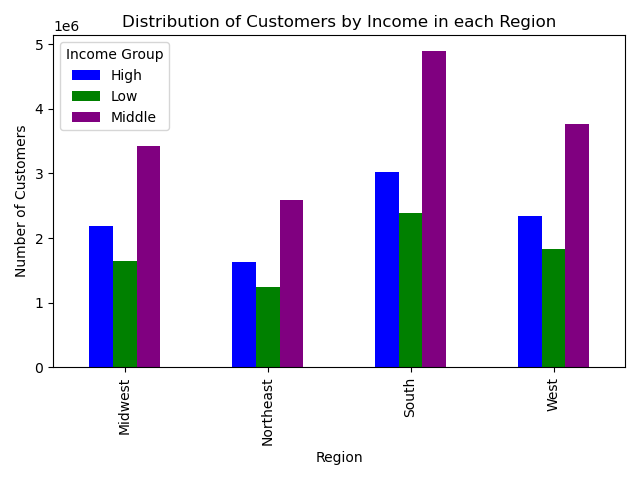 Distribution of Customers by Income in each Region
1e6
Income Group
High
Low
Middle
5
4
3
2
1
0
Number of Customers
Midwest
Northeast
South
West
Region